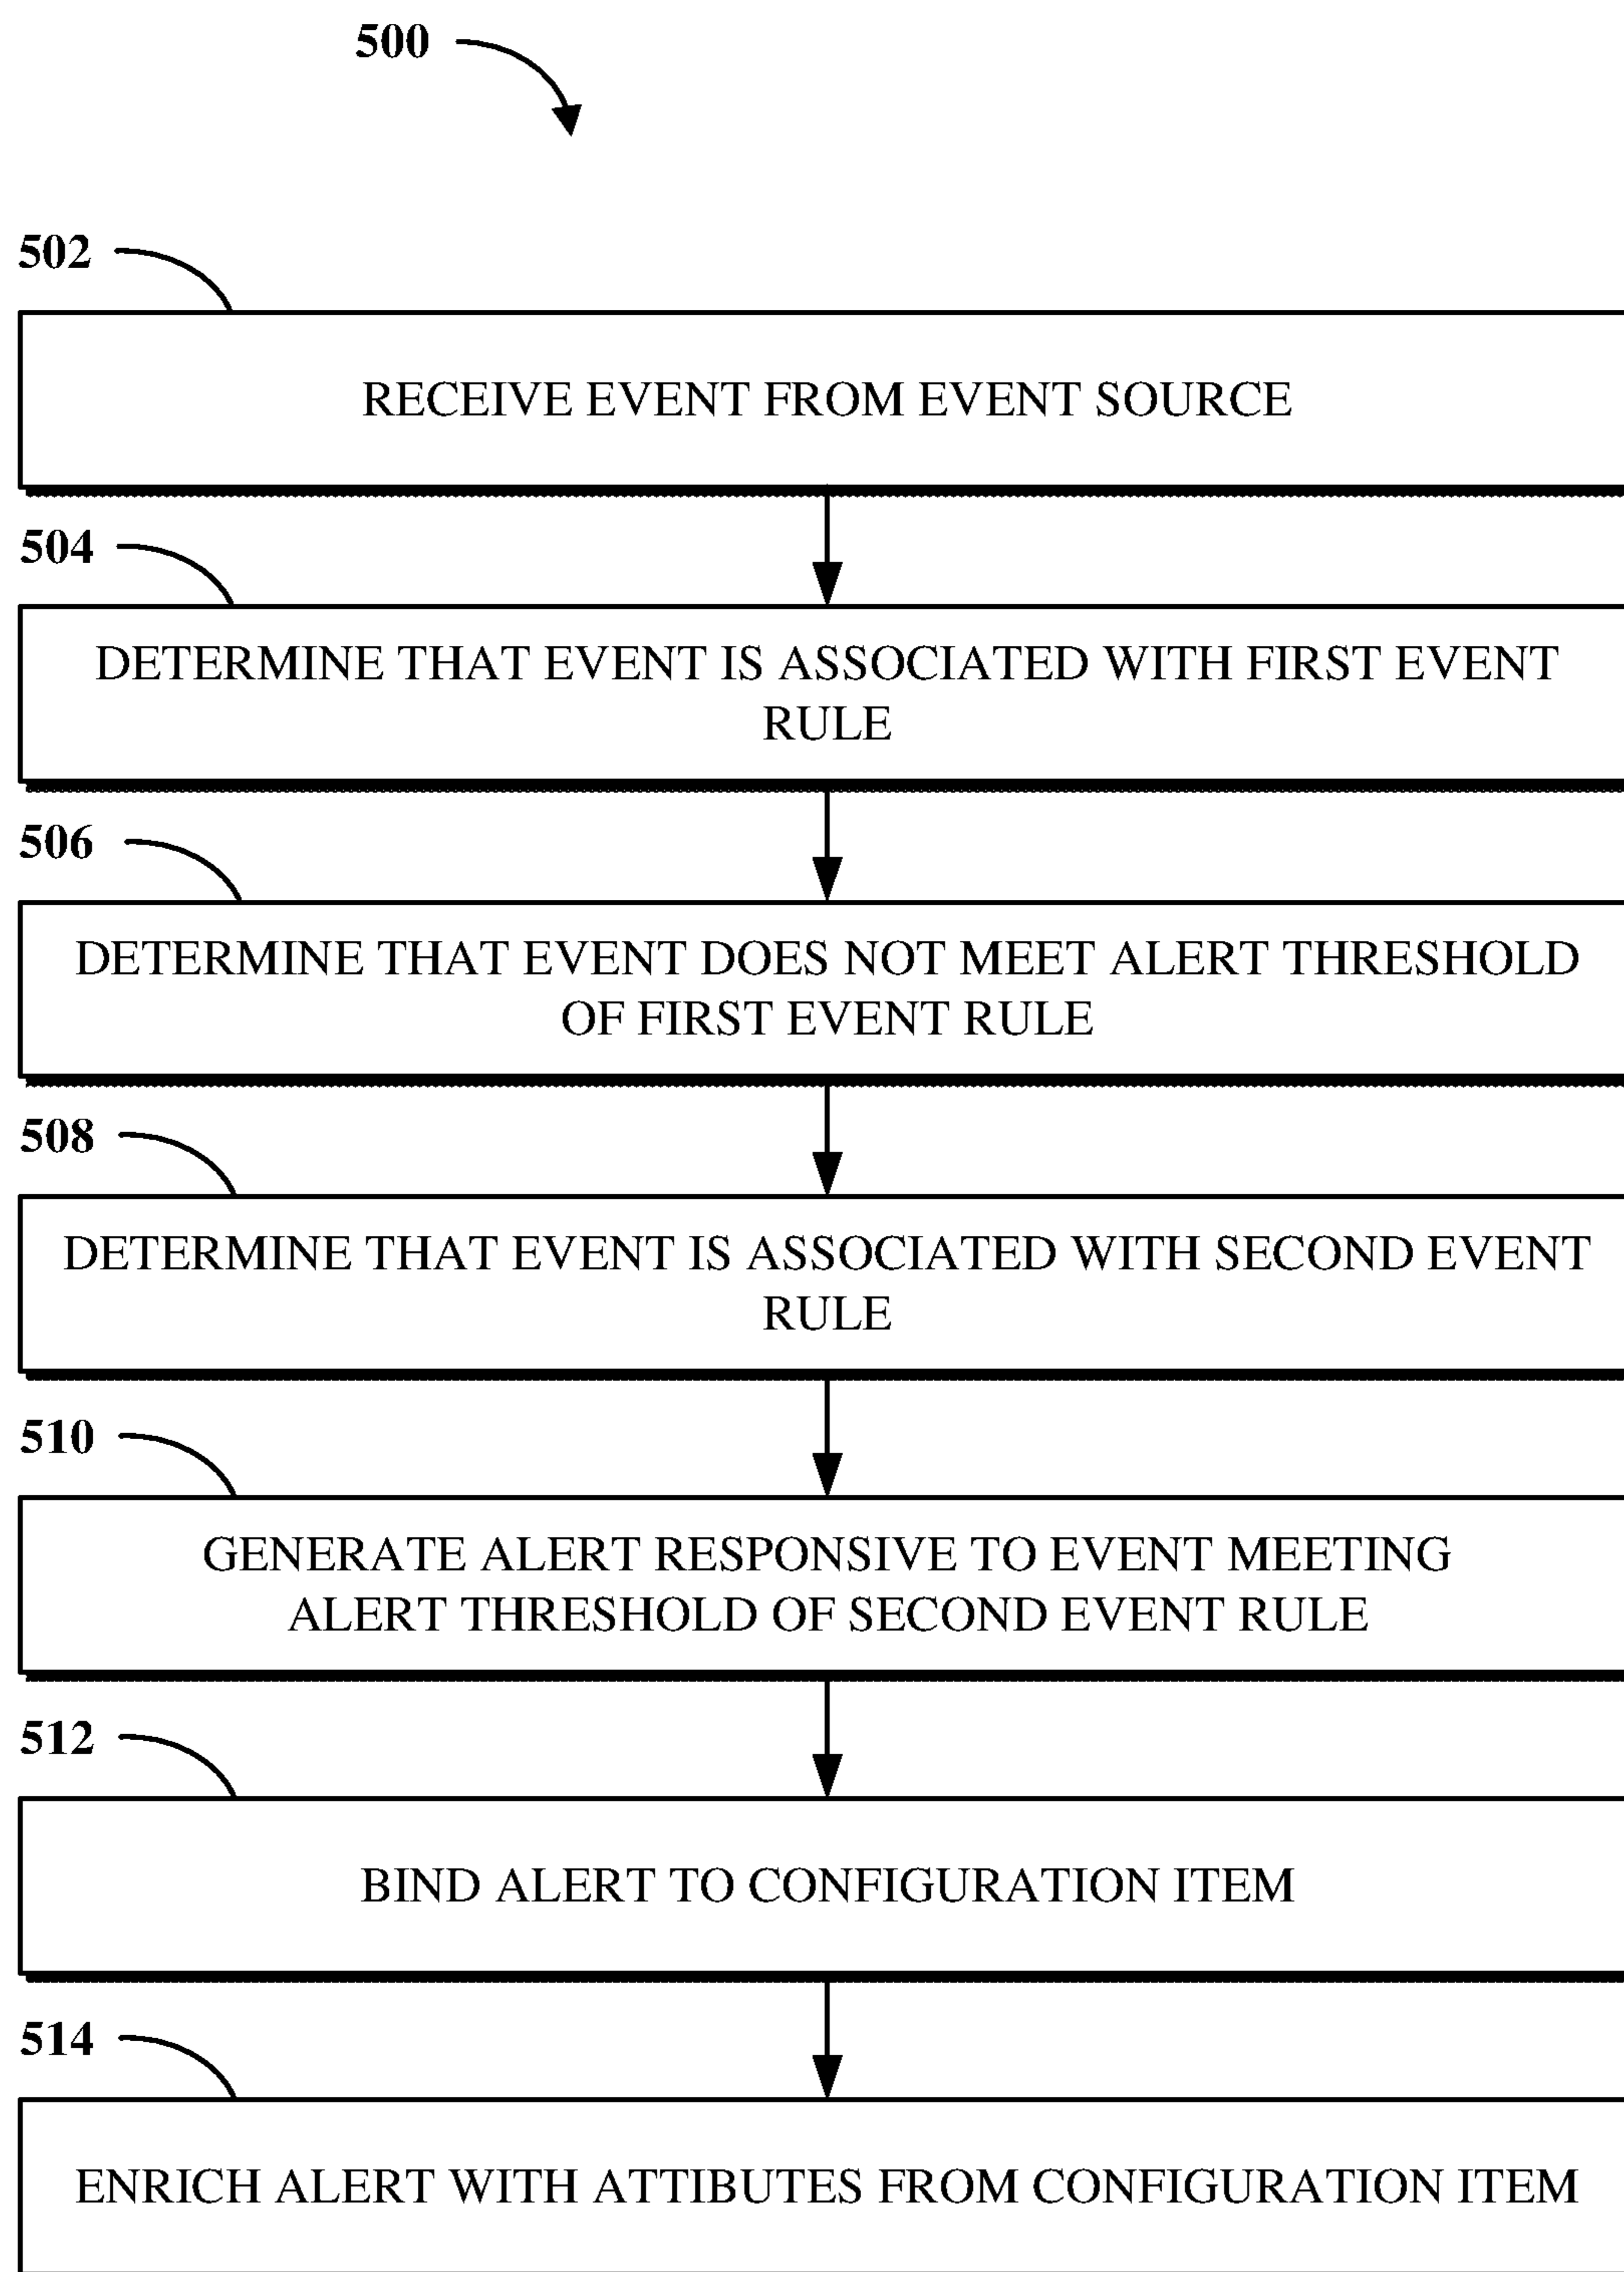 500
502
RECEIVE EVENT FROM EVENT SOURCE
504
DETERMINE THAT EVENT IS ASSOCIATED WITH FIRST EVENT
RULE
506
DETERMINE THAT EVENT DOES NOT MEET ALERT THRESHOLD
OF FIRST EVENT RULE
508
DETERMINE THAT EVENT IS ASSOCIATED WITH SECOND EVENT
RULE
510
GENERATE ALERT RESPONSIVE TO EVENT MEETING
ALERT THRESHOLD OF SECOND EVENT RULE
512
BIND ALERT TO CONFIGURATION ITEM
514
ENRICH ALERT WITH ATTIBUTES FROM CONFIGURATION ITEM